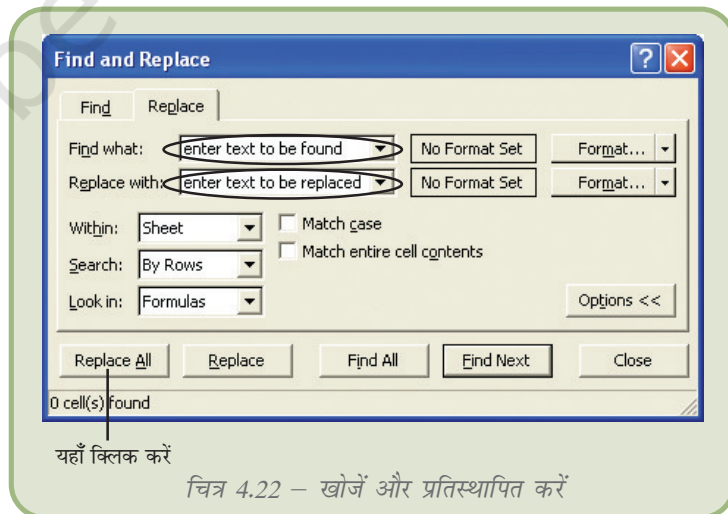 Find and Replace
Find Replace
Find what: enter text to be found No Format Set Format...
Replace with: enter text to be replaced No Format Set Format...
Within: Sheet Match case
Search: By Rows Match entire cell contents
Look in: Formulas Options <<
Replace All Replace Find All Find Next Close
0 cell(s) found
यहाँ क्लिक करें
चित्र 4.22 – खोजें और प्रतिस्थापित करें